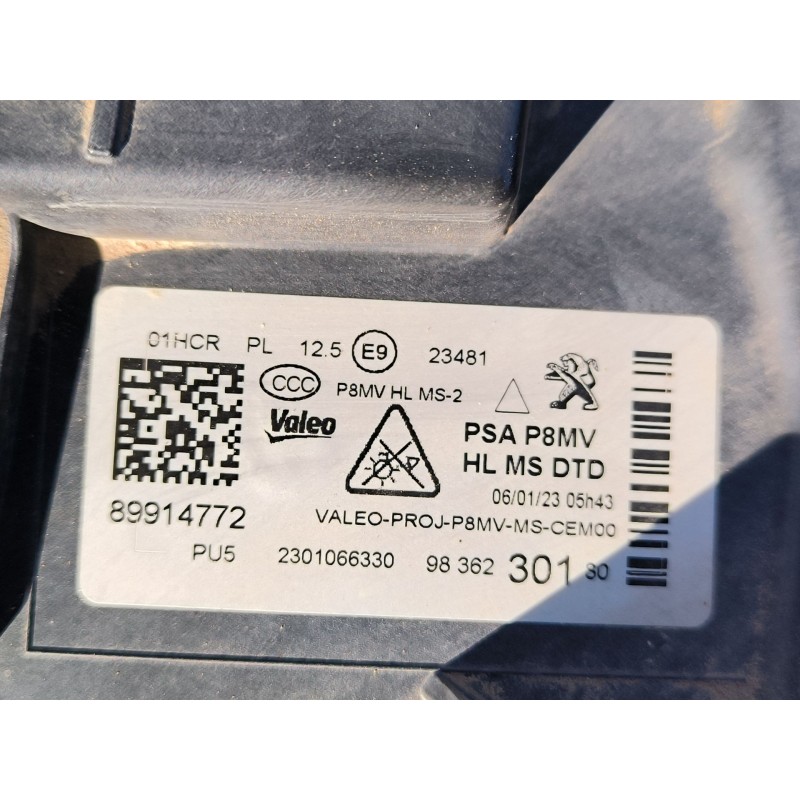 01HCR PL 12.5 E9 23481
CCC P8MV HL MS-2
Valeo
PSA P8MV
HL MS DTD
P
06/01/23 05h43
89914772
VALEO-PROJ-P8MV-MS-CEM00
PU5 2301066330 98 362 301 80